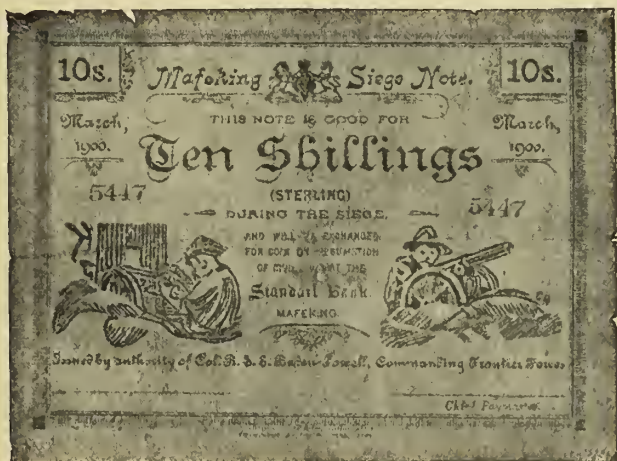 10s. Mafeking Siege Note. 10s.
March, 1900. THIS NOTE IS GOOD FOR March, 1900.
Ten Shillings
5447 (STERLING) 5447
DURING THE SIEGE.
AND WILL BE EXCHANGED
FOR COIN ON RESUMPTION
OF CIVIL AT THE
Standard Bank
MAFEKING.
Issued by authority of Col. R. S. S. Baden-Powell, Commanding Frontier Forces
Chief Paymaster